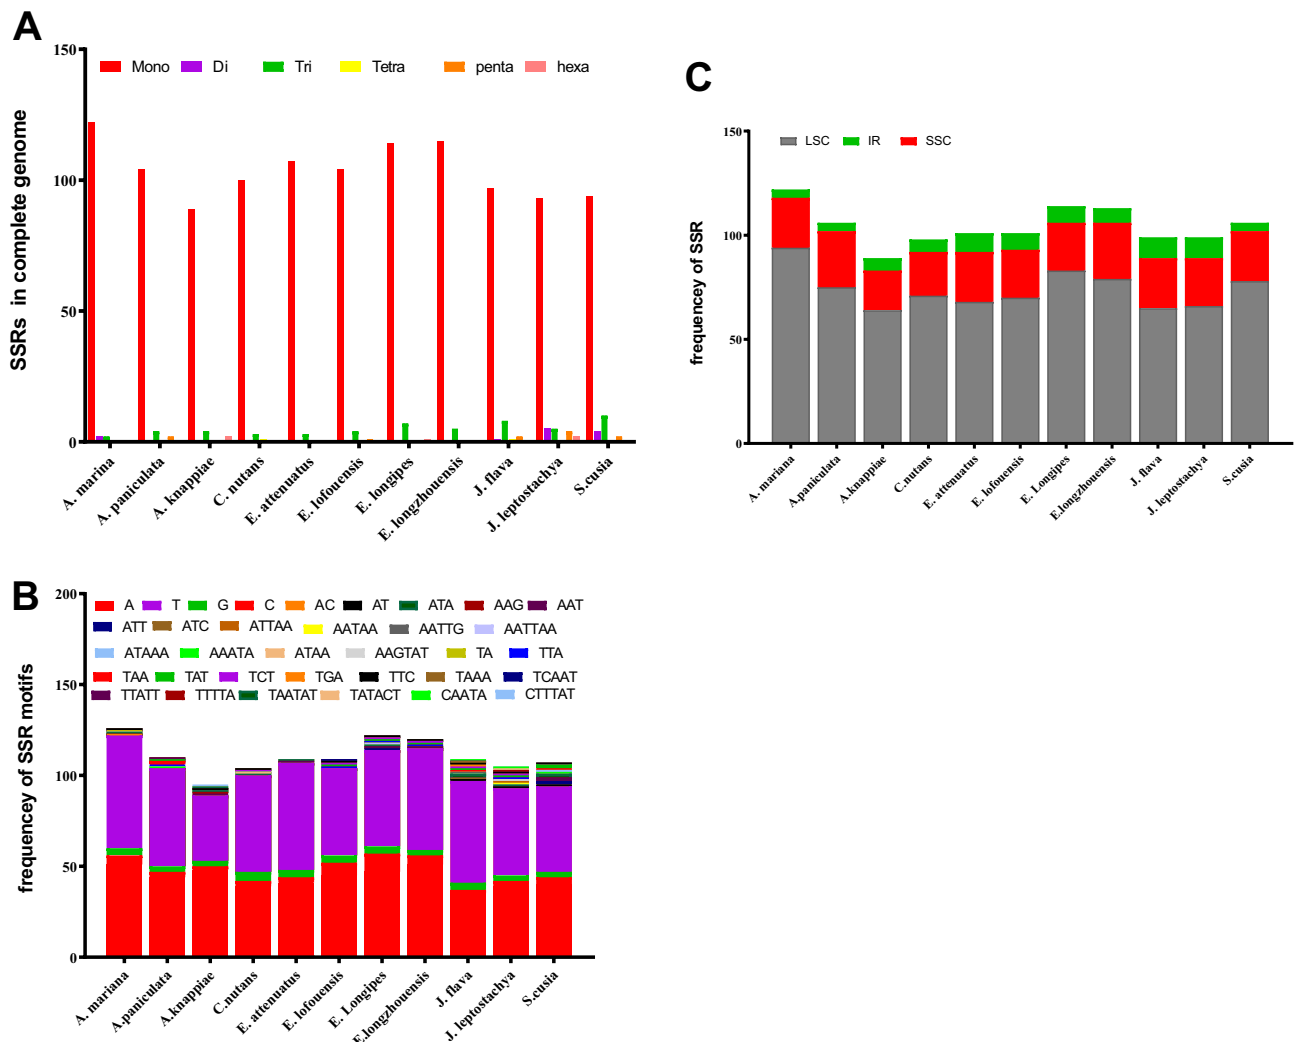 A
150
Mono Di Tri Tetra penta hexa
100
50
0
SSRs in complete genome
A. marina
A. paniculata
A. knappiae
C. nutans
E. attenuatus
E. lofouensis
E. longipes
E. longzhouensis
J. flava
J. leptostachya
S.cusia
C
150
LSC IR SSC
100
50
0
frequencey of SSR
A. mariana
A.paniculata
A.knappiae
C.nutans
E. attenuatus
E. lofouensis
E. Longipes
E.longzhouensis
J. flava
J. leptostachya
S.cusia
B
200
A T G C AC AT ATA AAG AAT
ATT ATC ATTAA AATAA AATTG AATTAA
ATAAA AAATA ATAA AAGTAT TA TTA
TAA TAT TCT TGA TTC TAAA TCAAT
TTATT TTTTA TAATAT TATACT CAATA CTTTAT
150
100
50
0
frequencey of SSR motifs
A. mariana
A.paniculata
A.knappiae
C.nutans
E. attenuatus
E. lofouensis
E. Longipes
E.longzhouensis
J. flava
J. leptostachya
S.cusia